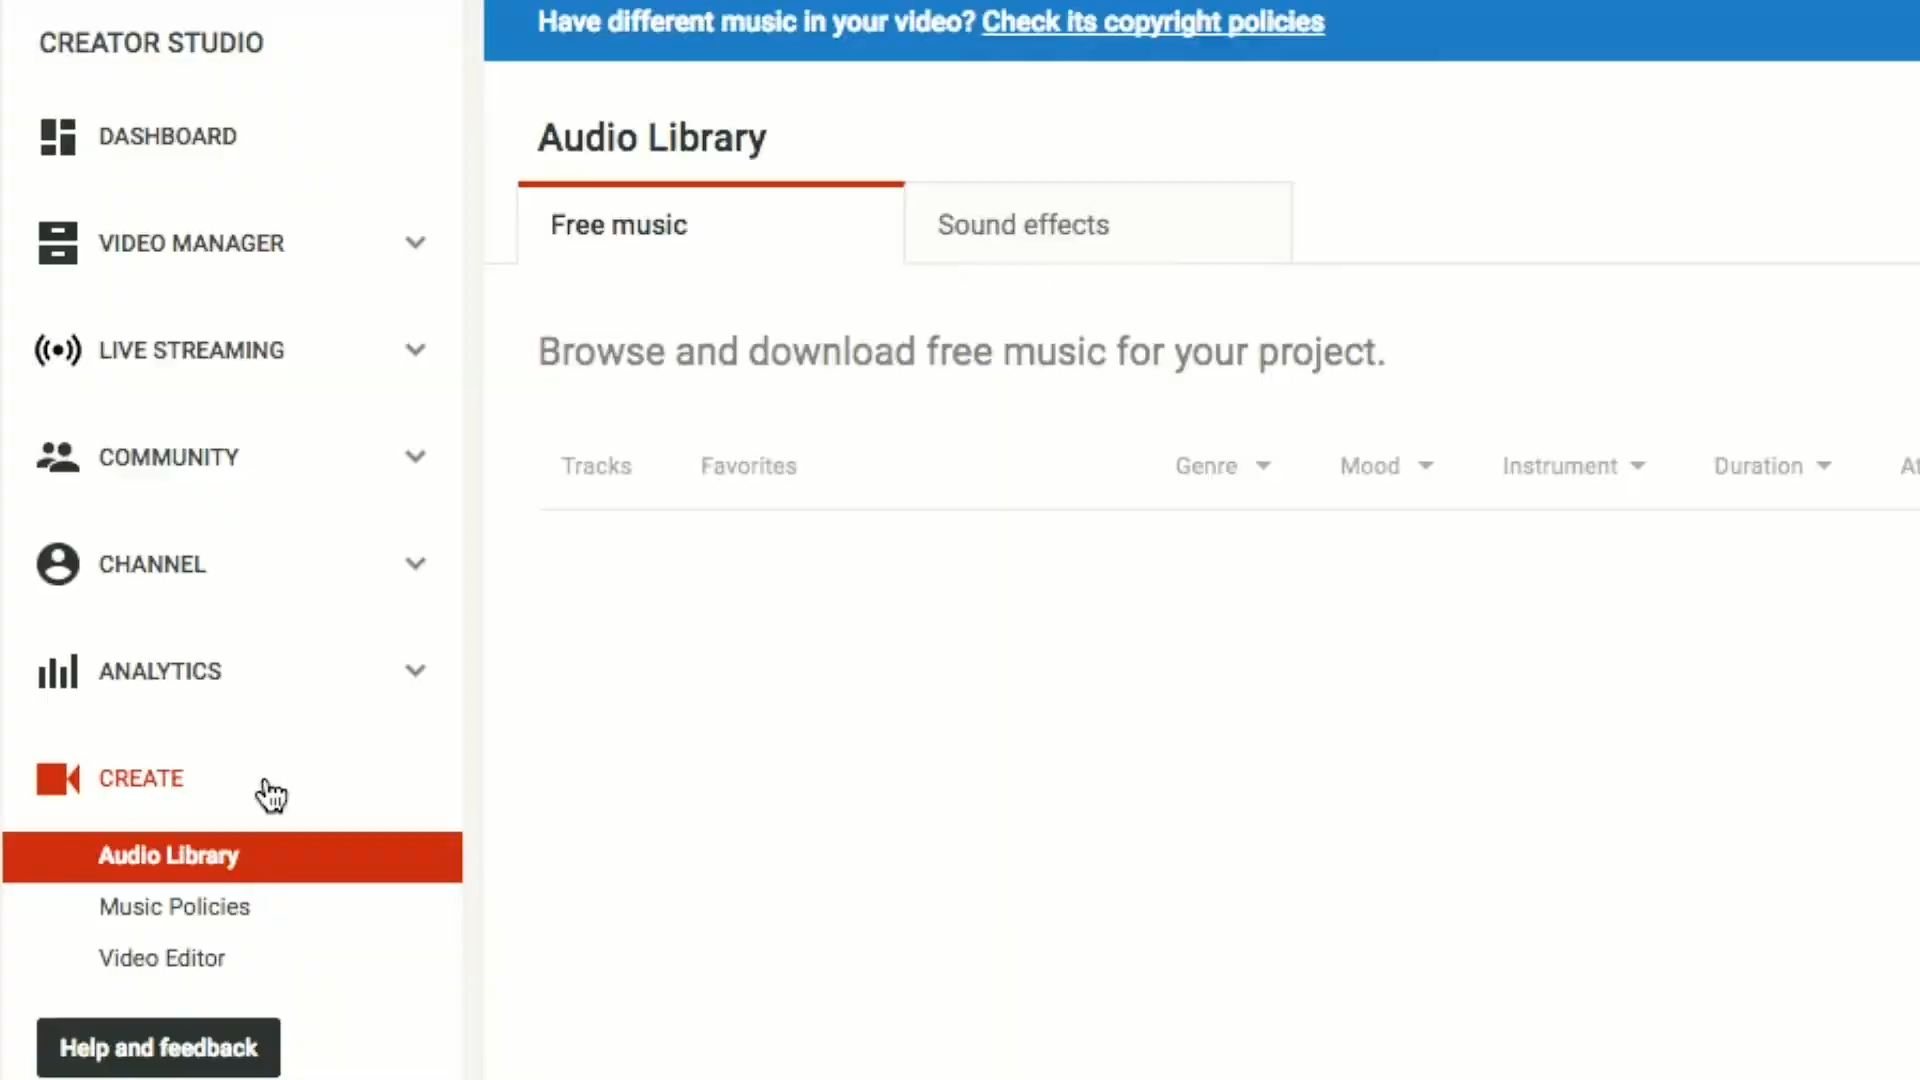 CREATOR STUDIO
DASHBOARD
VIDEO MANAGER
LIVE STREAMING
COMMUNITY
CHANNEL
ANALYTICS
CREATE
Audio Library
Music Policies
Video Editor
Help and feedback
Have different music in your video? Check its copyright policies
Audio Library
Free music Sound effects
Browse and download free music for your project.
Tracks Favorites Genre Mood Instrument Duration